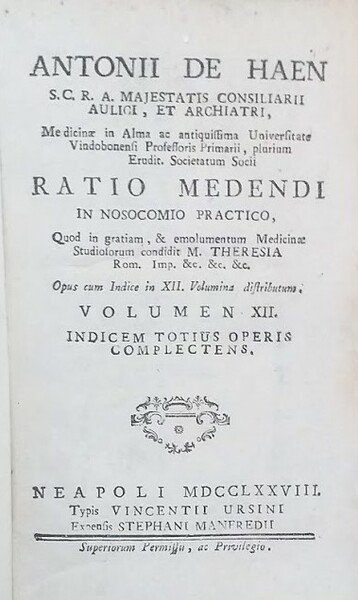 ANTONII DE HAEN
S. C. R. A. MAJESTATIS CONSILIARII
AULICI, ET ARCHIATRI,
Medicinæ in Alma ac antiquiſſima Univerſitate
Vindobonenſi Profeſſoris Primarii, plurium
Erudit. Societatum Socii
RATIO MEDENDI
IN NOSOCOMIO PRACTICO,
Quod in gratiam, & emolumentum Medicinæ
Studioſorum condidit M. THERESIA
Rom. Imp. &c. &c. &c.
Opus cum Indice in XII. Volumina diſtributum.
VOLUMEN XII.
INDICEM TOTIUS OPERIS
COMPLECTENS.
NEAPOLI MDCCLXXVIII.
Typis VINCENTII URSINI
Expenſis STEPHANI MANFREDII
Superiorum Permiſſu, ac Privilegio.